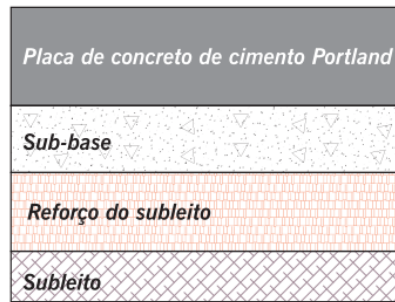 Placa de concreto de cimento Portland
Sub-base
Reforço do subleito
Subleito